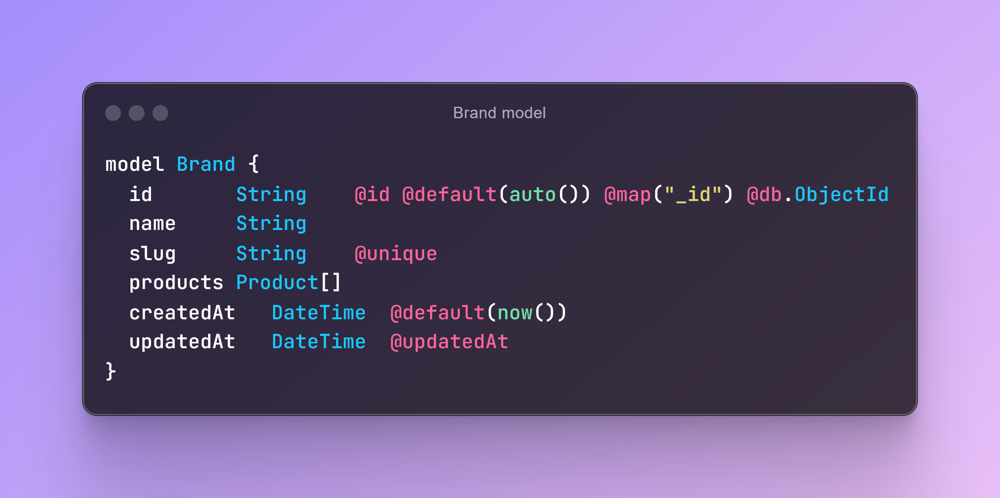 Brand model
model Brand {
  id       String    @id @default(auto()) @map("_id") @db.ObjectId
  name     String
  slug     String    @unique
  products Product[]
  createdAt   DateTime  @default(now())
  updatedAt   DateTime  @updatedAt
}